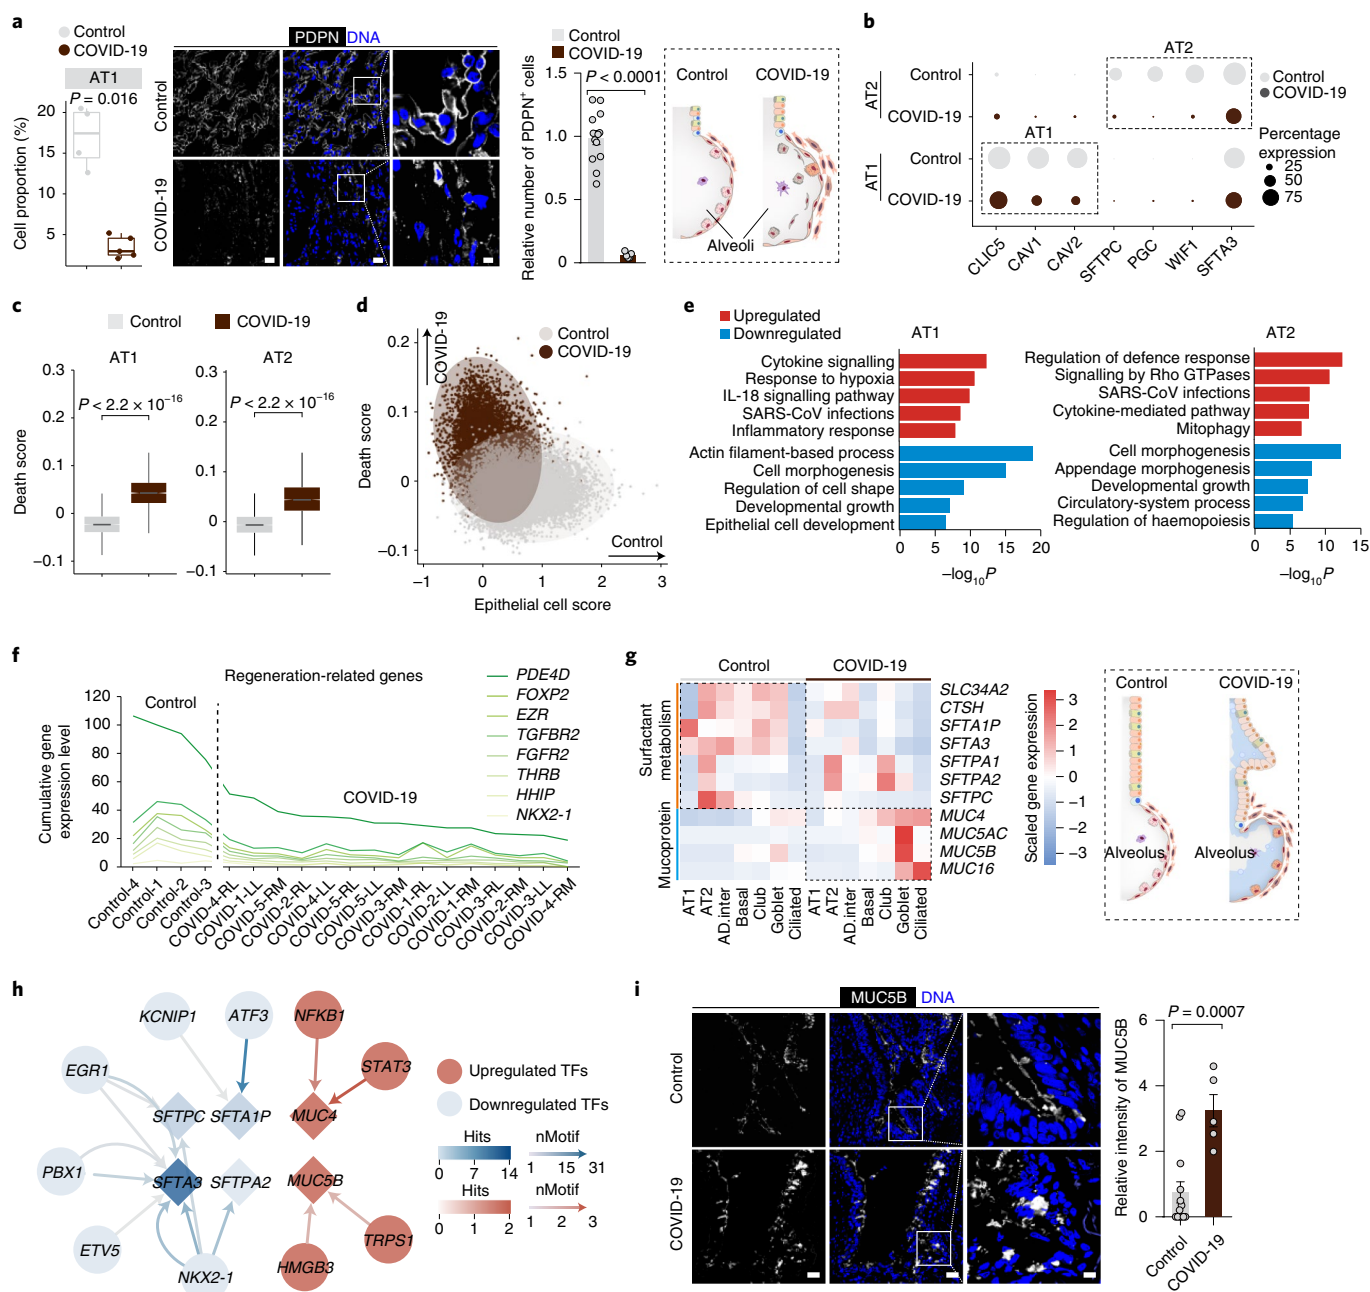 a
Control
COVID-19
AT1
P = 0.016
Cell proportion (%)
20
15
10
5
PDPN DNA
Control
COVID-19
Control
COVID-19
P < 0.0001
Relative number of PDPN+ cells
1.5
1.0
0.5
0
Control
COVID-19
Alveoli
b
AT2
Control
COVID-19
AT2
Control
COVID-19
AT1
AT1
Control
COVID-19
Percentage
expression
25
50
75
CLIC5
CAV1
CAV2
SFTPC
PGC
WIF1
SFTA3
c
Control
COVID-19
AT1
AT2
P < 2.2 × 10−16
P < 2.2 × 10−16
Death score
0.3
0.2
0.1
0
−0.1
0.3
0.2
0.1
0
−0.1
d
COVID-19
Control
COVID-19
Death score
0.2
0.1
0
−0.1
Control
−1
0
1
2
3
Epithelial cell score
e
Upregulated
Downregulated
AT1
Cytokine signalling
Response to hypoxia
IL-18 signalling pathway
SARS-CoV infections
Inflammatory response
Actin filament-based process
Cell morphogenesis
Regulation of cell shape
Developmental growth
Epithelial cell development
0
5
10
15
20
−log10P
AT2
Regulation of defence response
Signalling by Rho GTPases
SARS-CoV infections
Cytokine-mediated pathway
Mitophagy
Cell morphogenesis
Appendage morphogenesis
Developmental growth
Circulatory-system process
Regulation of haemopoiesis
0
5
10
15
−log10P
f
Regeneration-related genes
Control
COVID-19
Cumulative gene
expression level
120
100
80
60
40
20
0
PDE4D
FOXP2
EZR
TGFBR2
FGFR2
THRB
HHIP
NKX2-1
Control-4
Control-1
Control-2
Control-3
COVID-4-RL
COVID-1-LL
COVID-5-RM
COVID-2-RL
COVID-4-LL
COVID-5-RL
COVID-5-LL
COVID-3-RM
COVID-1-RL
COVID-2-LL
COVID-1-RM
COVID-3-RL
COVID-2-RM
COVID-3-LL
COVID-4-RM
g
Control
COVID-19
Surfactant
metabolism
Mucoprotein
SLC34A2
CTSH
SFTA1P
SFTA3
SFTPA1
SFTPA2
SFTPC
MUC4
MUC5AC
MUC5B
MUC16
AT1
AT2
AD.inter
Basal
Club
Goblet
Ciliated
AT1
AT2
AD.inter
Basal
Club
Goblet
Ciliated
Scaled gene expression
3
2
1
0
−1
−2
−3
Control
COVID-19
Alveolus
Alveolus
h
KCNIP1
ATF3
NFKB1
STAT3
EGR1
SFTPC
SFTA1P
MUC4
PBX1
SFTA3
SFTPA2
MUC5B
ETV5
NKX2-1
HMGB3
TRPS1
Upregulated TFs
Downregulated TFs
Hits
nMotif
0 7 14
1 15 31
Hits
nMotif
0 1 2
1 2 3
i
MUC5B DNA
Control
COVID-19
P = 0.0007
Relative intensity of MUC5B
6
4
2
0
Control
COVID-19